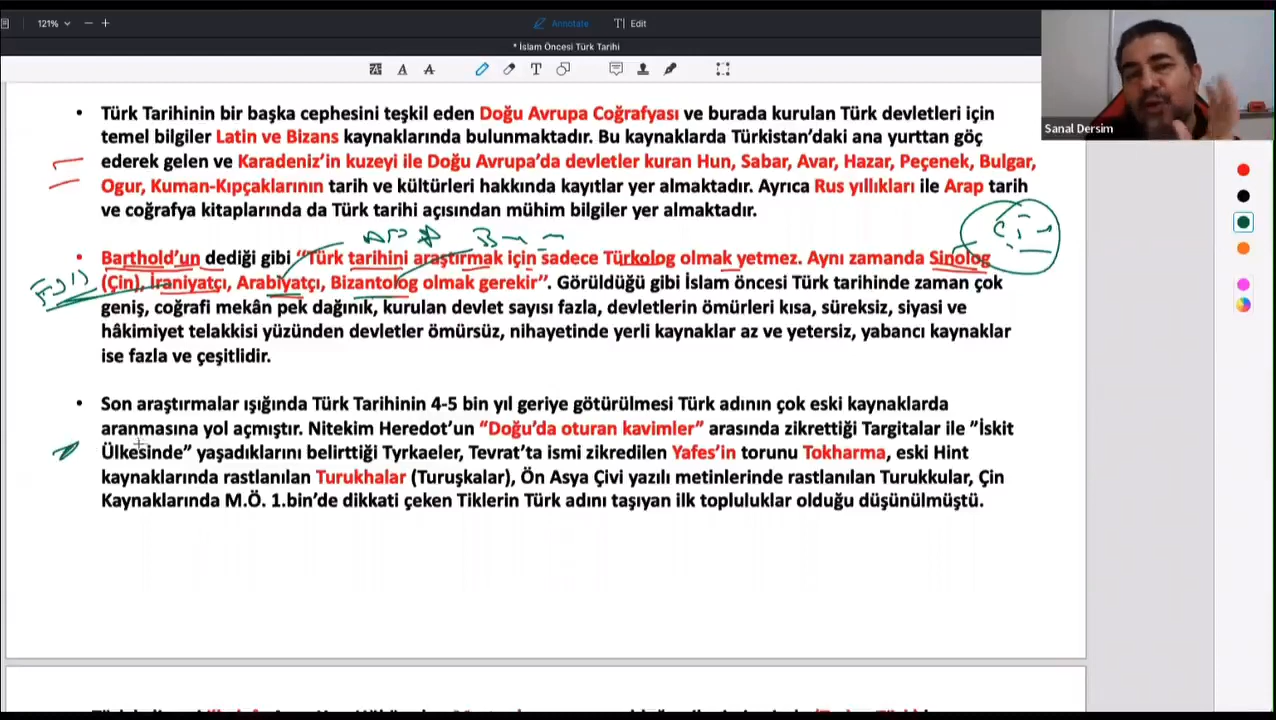 121%
Annotate
Edit
* İslam Öncesi Türk Tarihi
Sanal Dersim
• Türk Tarihinin bir başka cephesini teşkil eden Doğu Avrupa Coğrafyası ve burada kurulan Türk devletleri için
temel bilgiler Latin ve Bizans kaynaklarında bulunmaktadır. Bu kaynaklarda Türkistan’daki ana yurttan göç
ederek gelen ve Karadeniz’in kuzeyi ile Doğu Avrupa’da devletler kuran Hun, Sabar, Avar, Hazar, Peçenek, Bulgar,
Ogur, Kuman-Kıpçaklarının tarih ve kültürleri hakkında kayıtlar yer almaktadır. Ayrıca Rus yıllıkları ile Arap tarih
ve coğrafya kitaplarında da Türk tarihi açısından mühim bilgiler yer almaktadır.
Çin
• Barthold’un dediği gibi “Türk tarihini araştırmak için sadece Türkolog olmak yetmez. Aynı zamanda Sinolog
(Çin), İraniyatçı, Arabiyatçı, Bizantolog olmak gerekir”. Görüldüğü gibi İslam öncesi Türk tarihinde zaman çok
geniş, coğrafi mekân pek dağınık, kurulan devlet sayısı fazla, devletlerin ömürleri kısa, süreksiz, siyasi ve
hâkimiyet telakkisi yüzünden devletler ömürsüz, nihayetinde yerli kaynaklar az ve yetersiz, yabancı kaynaklar
ise fazla ve çeşitlidir.
• Son araştırmalar ışığında Türk Tarihinin 4-5 bin yıl geriye götürülmesi Türk adının çok eski kaynaklarda
aranmasına yol açmıştır. Nitekim Heredot’un “Doğu’da oturan kavimler” arasında zikrettiği Targitalar ile ”İskit
Ülkesinde” yaşadıklarını belirttiği Tyrkaeler, Tevrat’ta ismi zikredilen Yafes’in torunu Tokharma, eski Hint
kaynaklarında rastlanılan Turukhalar (Turuşkalar), Ön Asya Çivi yazılı metinlerinde rastlanılan Turukkular, Çin
Kaynaklarında M.Ö. 1.bin’de dikkati çeken Tiklerin Türk adını taşıyan ilk topluluklar olduğu düşünülmüştü.